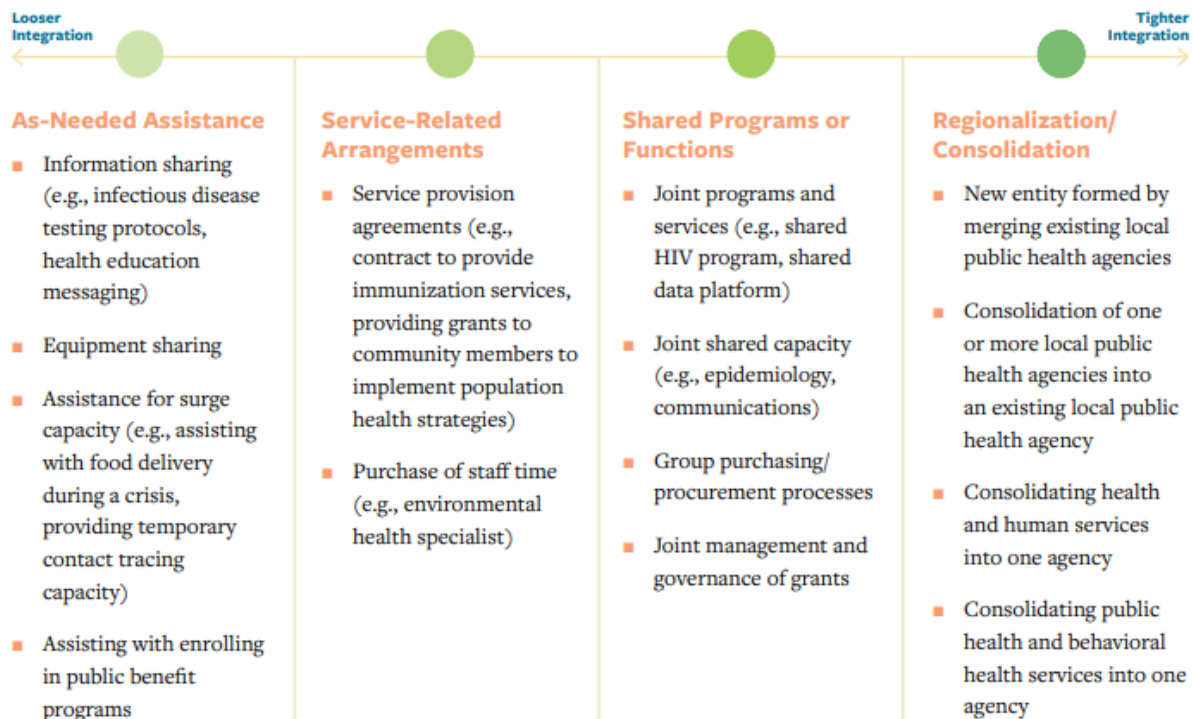 Looser
Integration
Tighter
Integration
As-Needed Assistance
■ Information sharing
(e.g., infectious disease
testing protocols,
health education
messaging)
■ Equipment sharing
■ Assistance for surge
capacity (e.g., assisting
with food delivery
during a crisis,
providing temporary
contact tracing
capacity)
■ Assisting with enrolling
in public benefit
programs
Service-Related
Arrangements
■ Service provision
agreements (e.g.,
contract to provide
immunization services,
providing grants to
community members to
implement population
health strategies)
■ Purchase of staff time
(e.g., environmental
health specialist)
Shared Programs or
Functions
■ Joint programs and
services (e.g., shared
HIV program, shared
data platform)
■ Joint shared capacity
(e.g., epidemiology,
communications)
■ Group purchasing/
procurement processes
■ Joint management and
governance of grants
Regionalization/
Consolidation
■ New entity formed by
merging existing local
public health agencies
■ Consolidation of one
or more local public
health agencies into
an existing local public
health agency
■ Consolidating health
and human services
into one agency
■ Consolidating public
health and behavioral
health services into one
agency